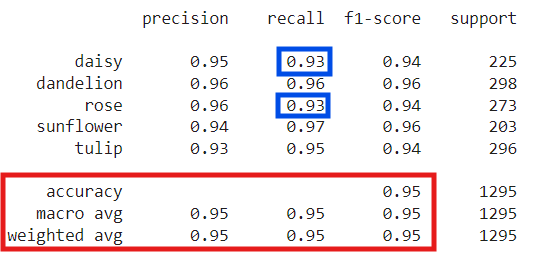 precision recall f1-score support
daisy 0.95 0.93 0.94 225
dandelion 0.96 0.96 0.96 298
rose 0.96 0.93 0.94 273
sunflower 0.94 0.97 0.96 203
tulip 0.93 0.95 0.94 296
accuracy 0.95 1295
macro avg 0.95 0.95 0.95 1295
weighted avg 0.95 0.95 0.95 1295